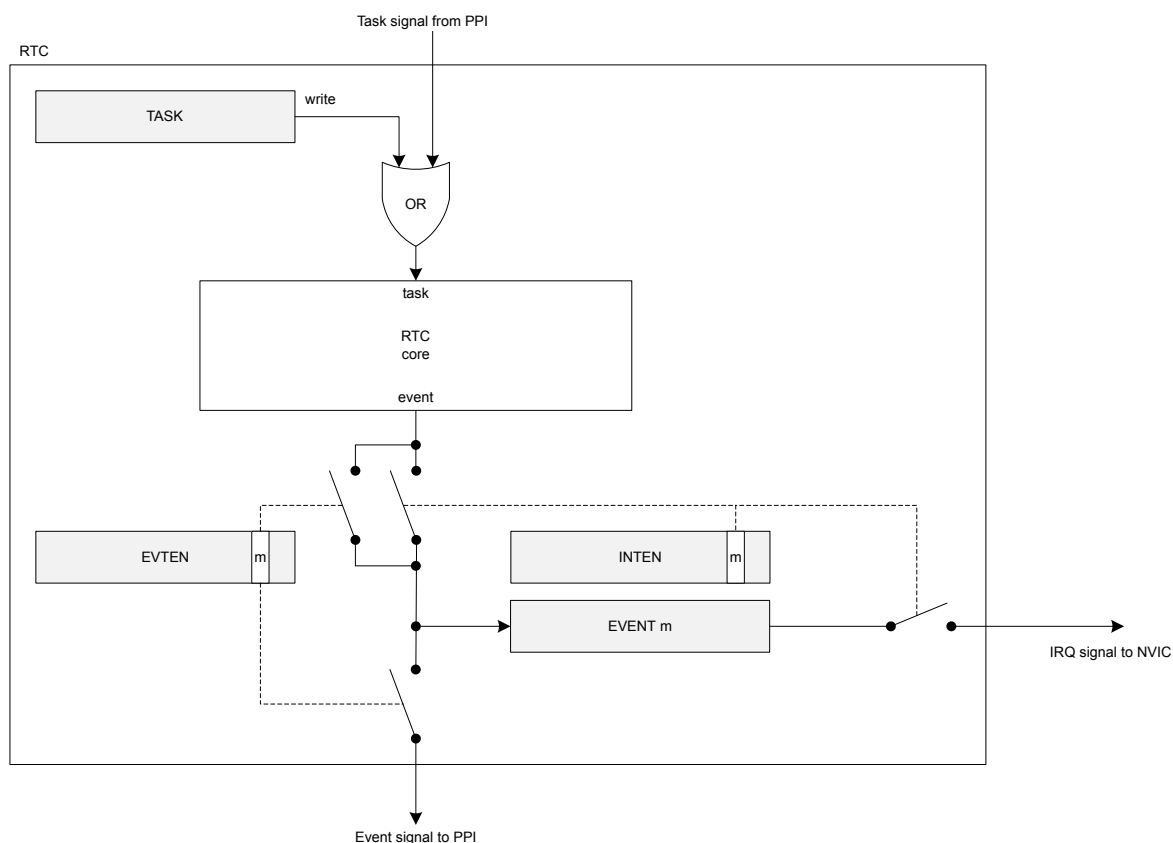 Task signal from PPI
RTC
write
TASK
OR
task
RTC
core
event
EVTEN
m
INTEN
m
EVENT m
IRQ signal to NVIC
Event signal to PPI